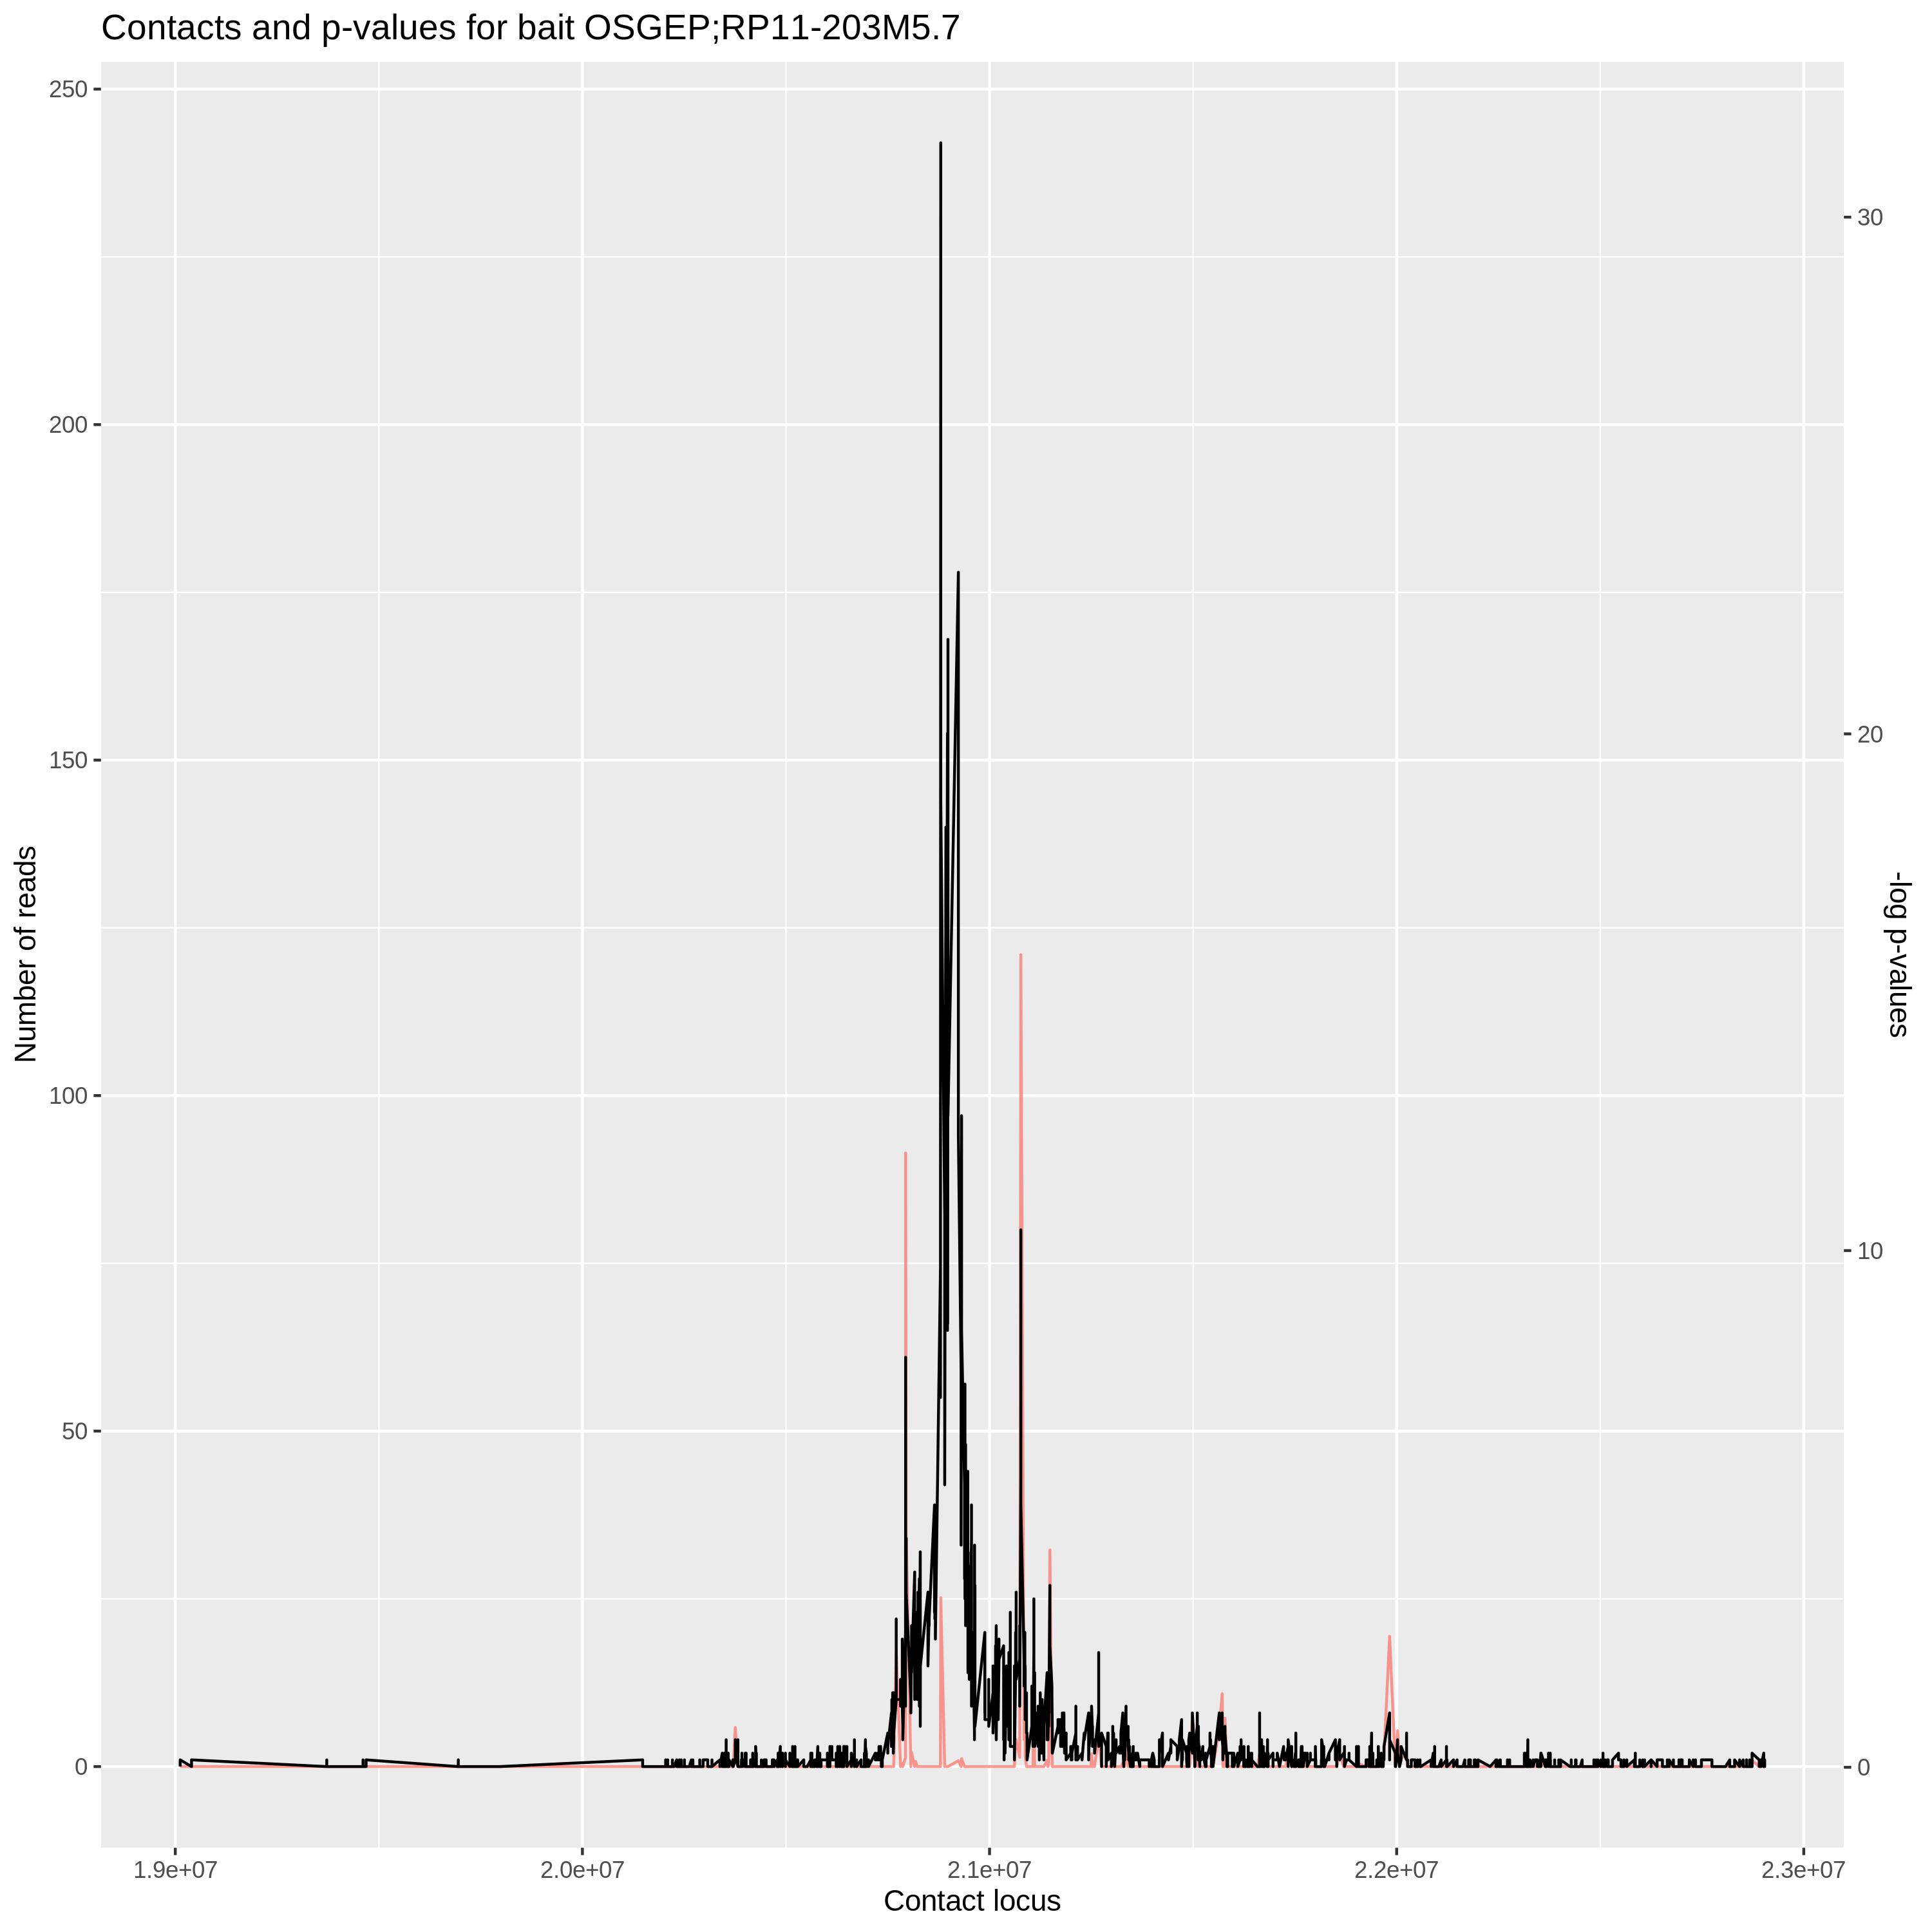 Contacts and p-values for bait OSGEP;RP11-203M5.7
250
200
150
100
50
0
Number of reads
30
20
10
0
-log p-values
1.9e+07 2.0e+07 2.1e+07 2.2e+07 2.3e+07
Contact locus